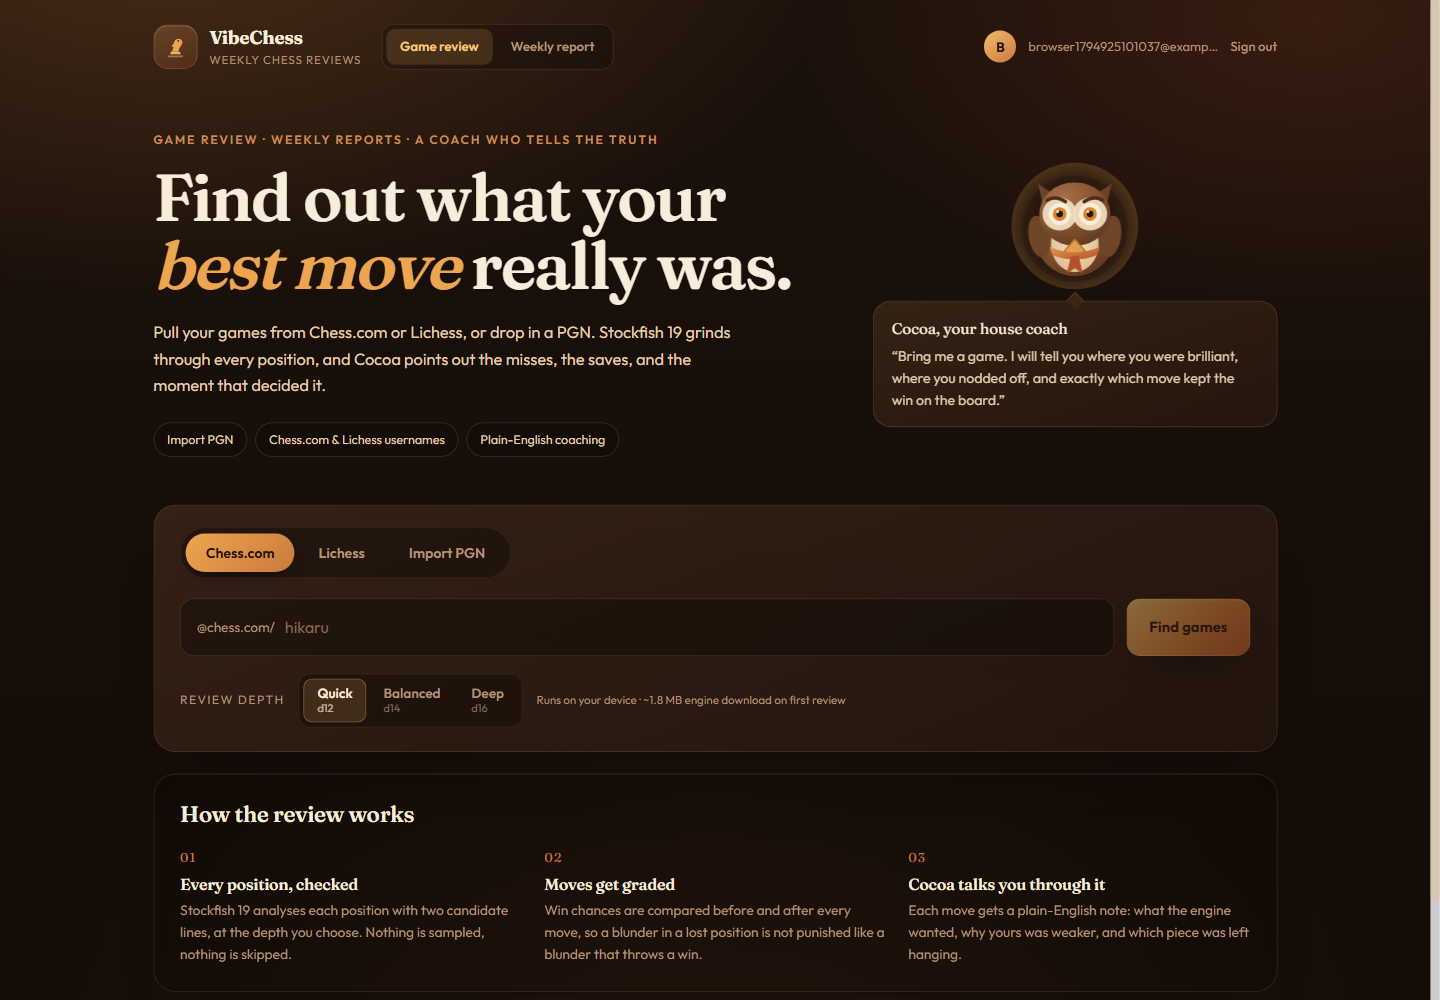 VibeChess
WEEKLY CHESS REVIEWS
Game review
Weekly report
B
browser1794925101037@examp...
Sign out
GAME REVIEW · WEEKLY REPORTS · A COACH WHO TELLS THE TRUTH
Find out what your
best move really was.
Pull your games from Chess.com or Lichess, or drop in a PGN. Stockfish 19 grinds
through every position, and Cocoa points out the misses, the saves, and the
moment that decided it.
Import PGN
Chess.com & Lichess usernames
Plain-English coaching
Cocoa, your house coach
“Bring me a game. I will tell you where you were brilliant,
where you nodded off, and exactly which move kept the
win on the board.”
Chess.com
Lichess
Import PGN
@chess.com/ hikaru
Find games
REVIEW DEPTH
Quick
d12
Balanced
d14
Deep
d16
Runs on your device · ~1.8 MB engine download on first review
How the review works
01
Every position, checked
Stockfish 19 analyses each position with two candidate
lines, at the depth you choose. Nothing is sampled,
nothing is skipped.
02
Moves get graded
Win chances are compared before and after every
move, so a blunder in a lost position is not punished like a
blunder that throws a win.
03
Cocoa talks you through it
Each move gets a plain-English note: what the engine
wanted, why yours was weaker, and which piece was left
hanging.